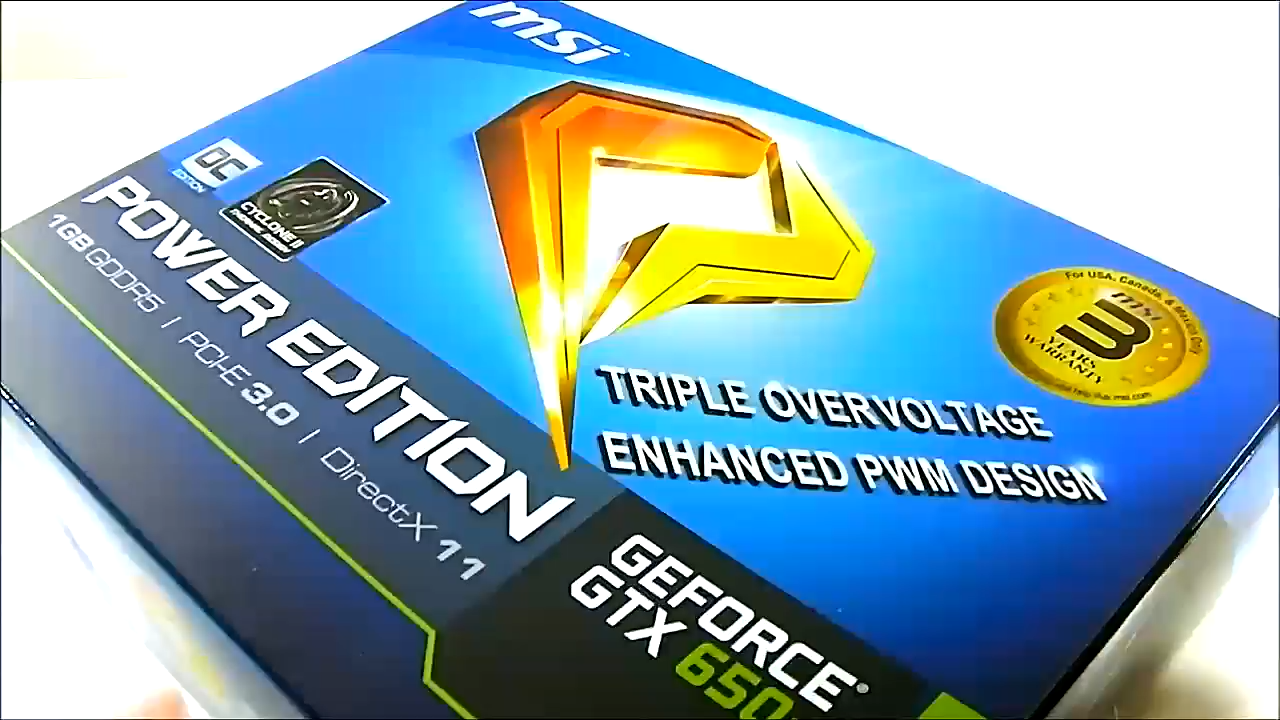 msi
OC
EDITION
CYCLONE II
POWER EDITION
1GB GDDR5 / PCI-E 3.0 / DirectX 11
TRIPLE OVERVOLTAGE
ENHANCED PWM DESIGN
For USA, Canada, & Mexico Only
msi
3
YEARS
WARRANTY
GEFORCE®
GTX 650